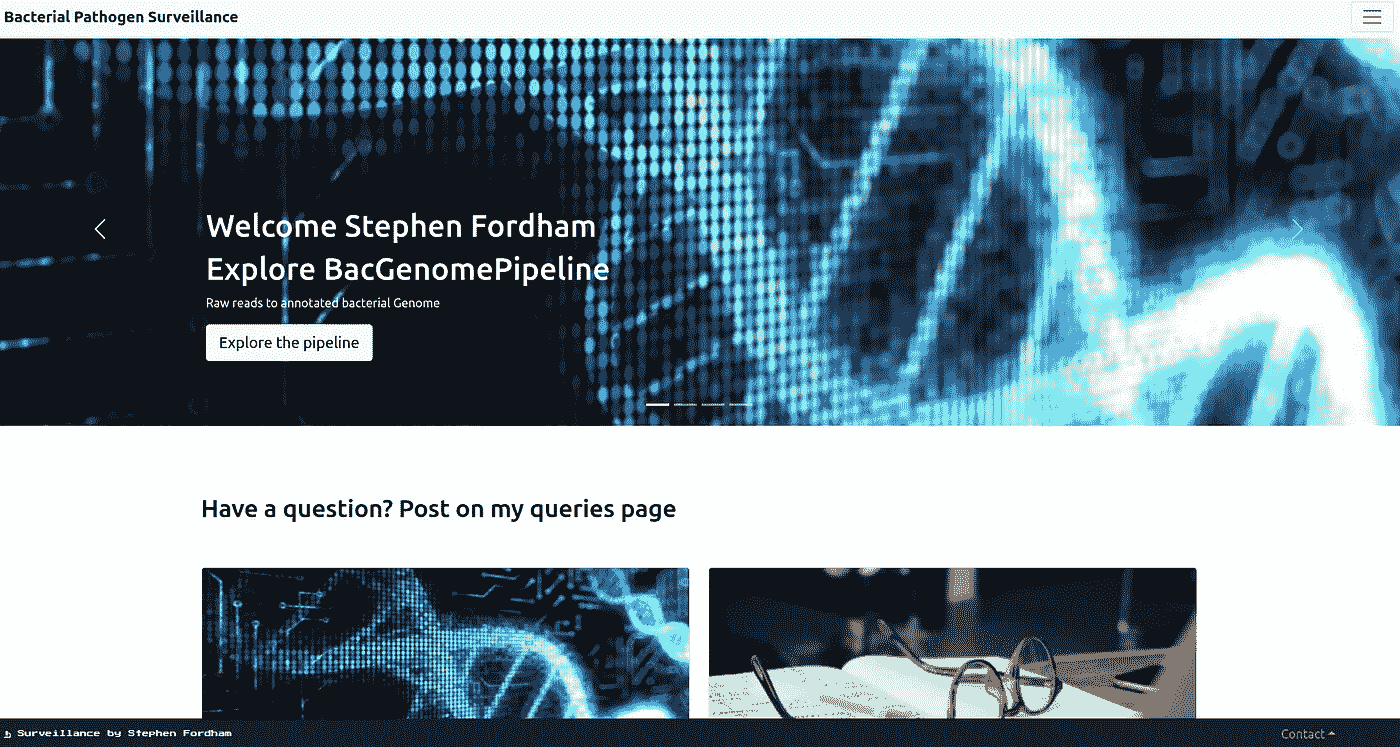 Bacterial Pathogen Surveillance
Welcome Stephen Fordham
Explore BacGenomePipeline
Raw reads to annotated bacterial Genome
Explore the pipeline
Have a question? Post on my queries page
Surveillance by Stephen Fordham
Contact